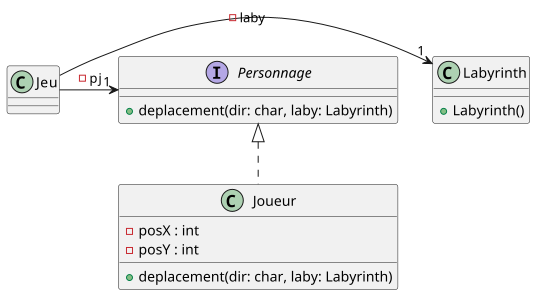 laby
1
C Jeu
pj
1
I Personnage
deplacement(dir: char, laby: Labyrinth)
C Labyrinth
Labyrinth()
C Joueur
posX : int
posY : int
deplacement(dir: char, laby: Labyrinth)